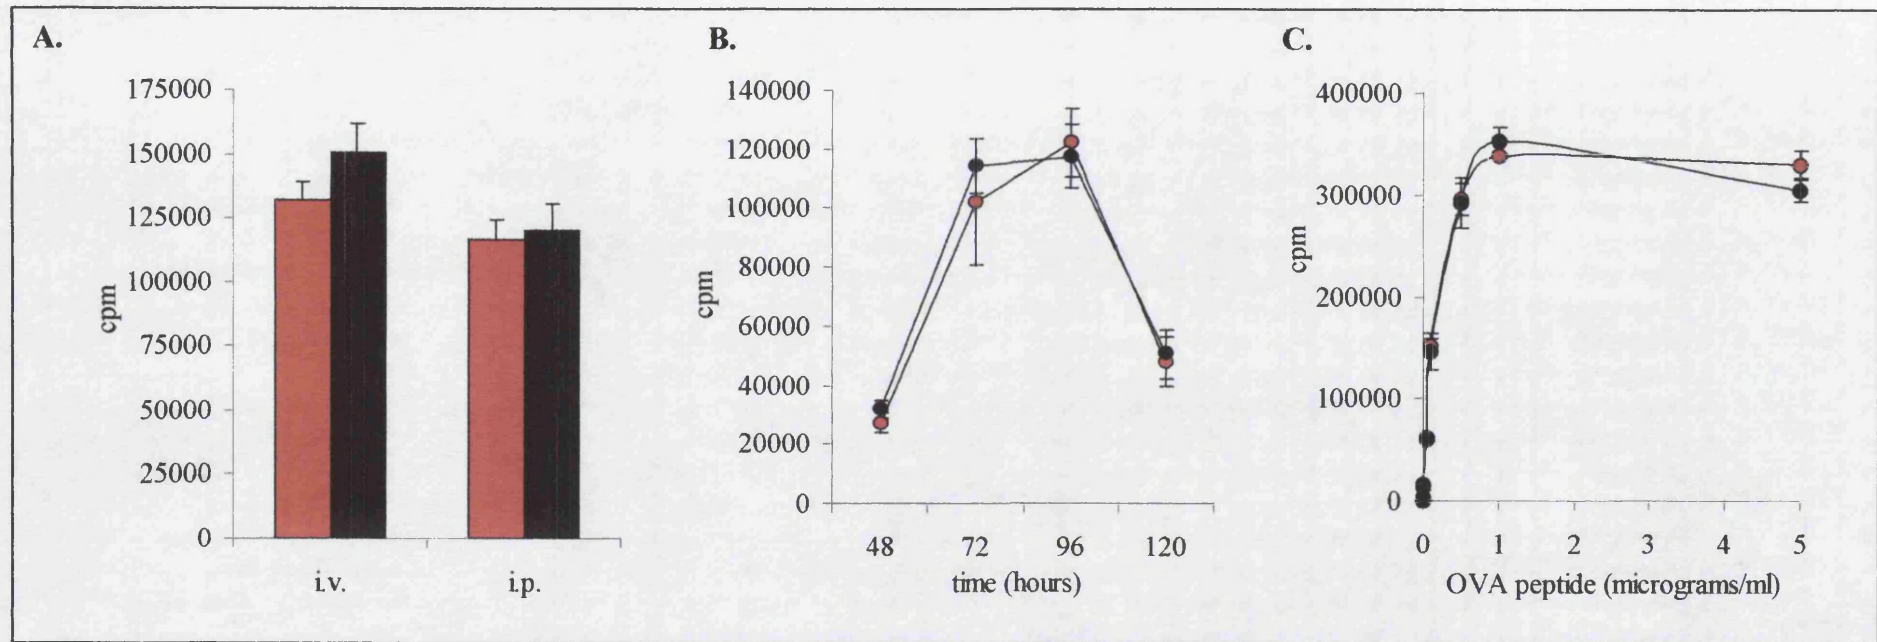 A.
175000
150000
125000
100000
75000
50000
25000
0
cpm
i.v.
i.p.
B.
140000
120000
100000
80000
60000
40000
20000
0
cpm
48 72 96 120
time (hours)
C.
400000
300000
200000
100000
0
cpm
0 1 2 3 4 5
OVA peptide (micrograms/ml)